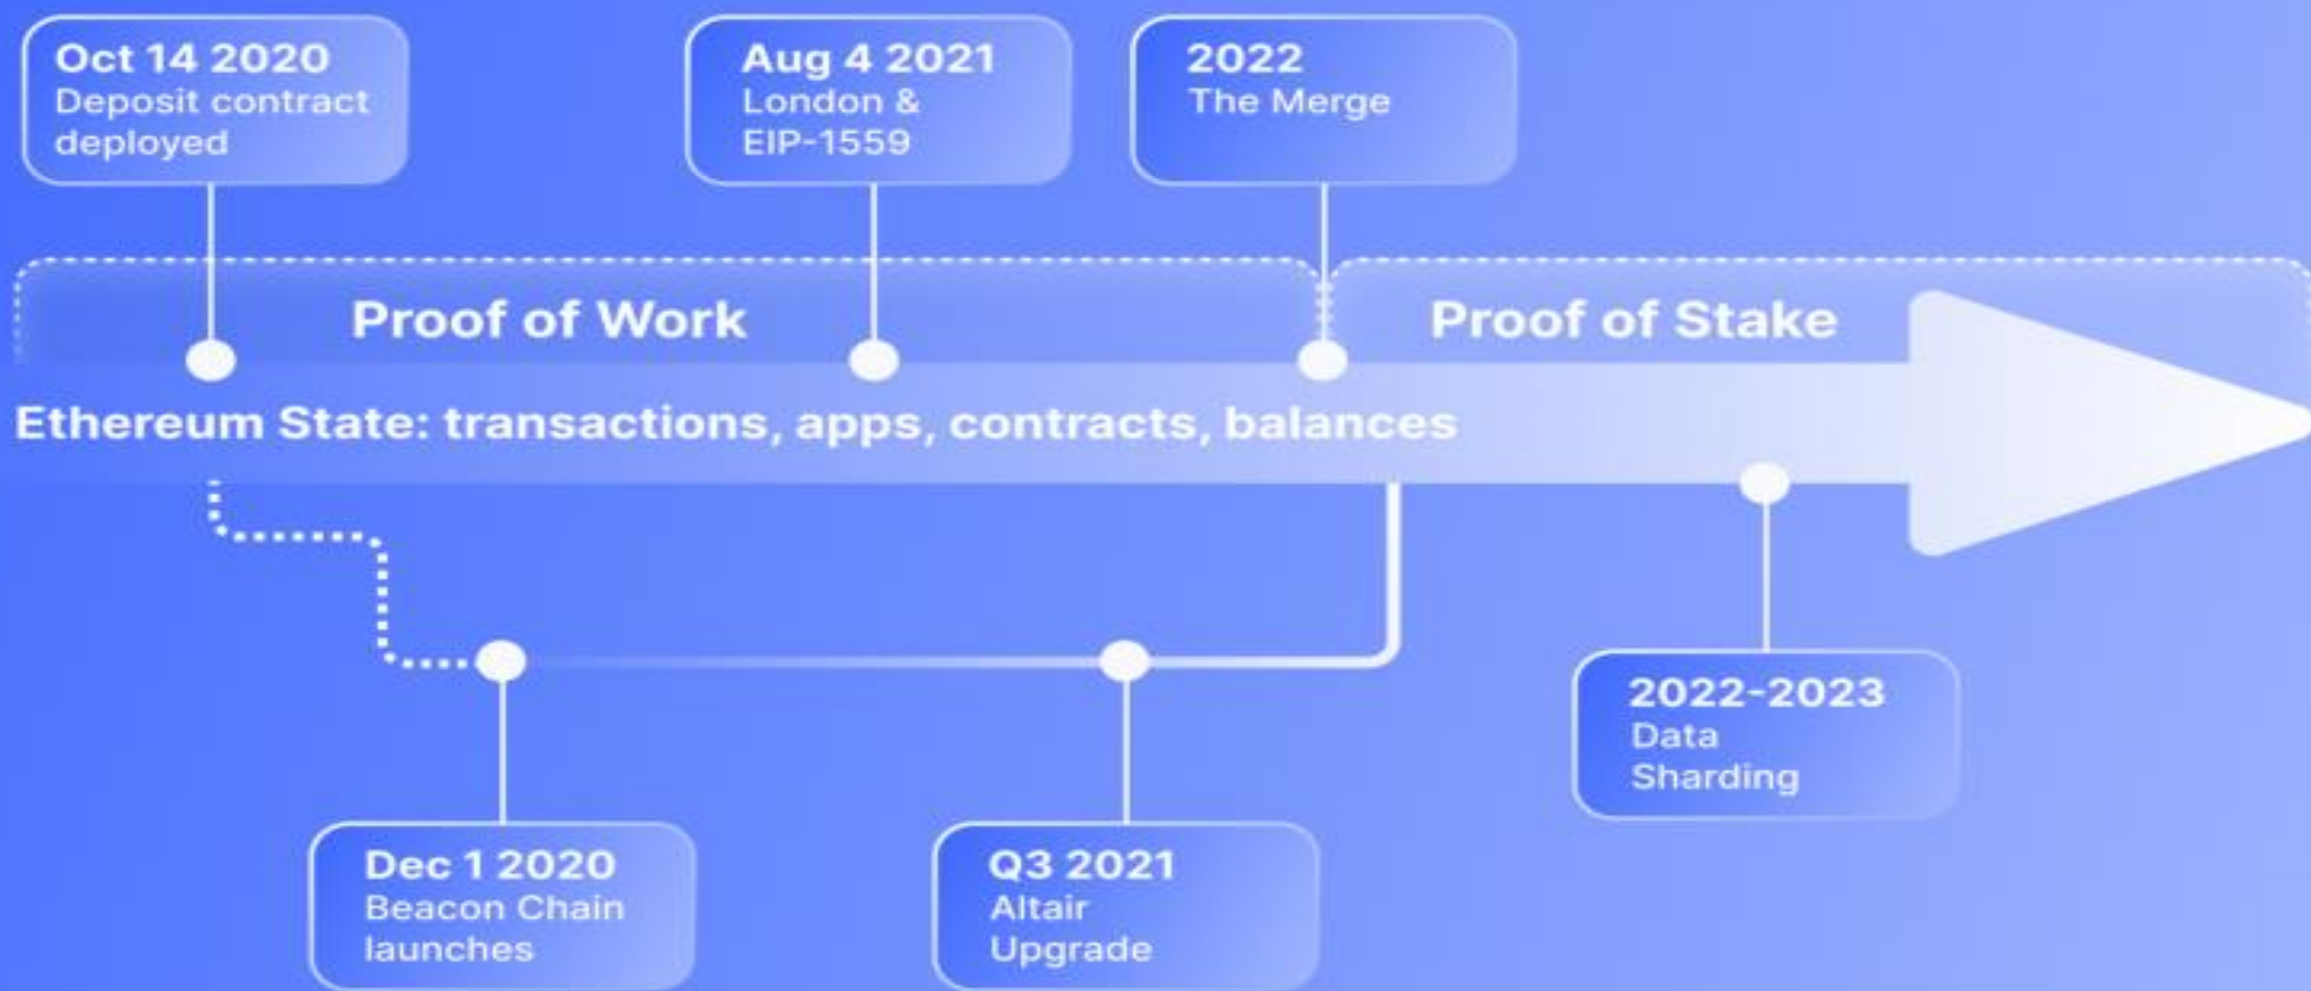 Oct 14 2020
Deposit contract
deployed
Aug 4 2021
London &
EIP-1559
2022
The Merge
Proof of Work
Proof of Stake
Ethereum State: transactions, apps, contracts, balances
2022-2023
Data
Sharding
Dec 1 2020
Beacon Chain
launches
Q3 2021
Altair
Upgrade